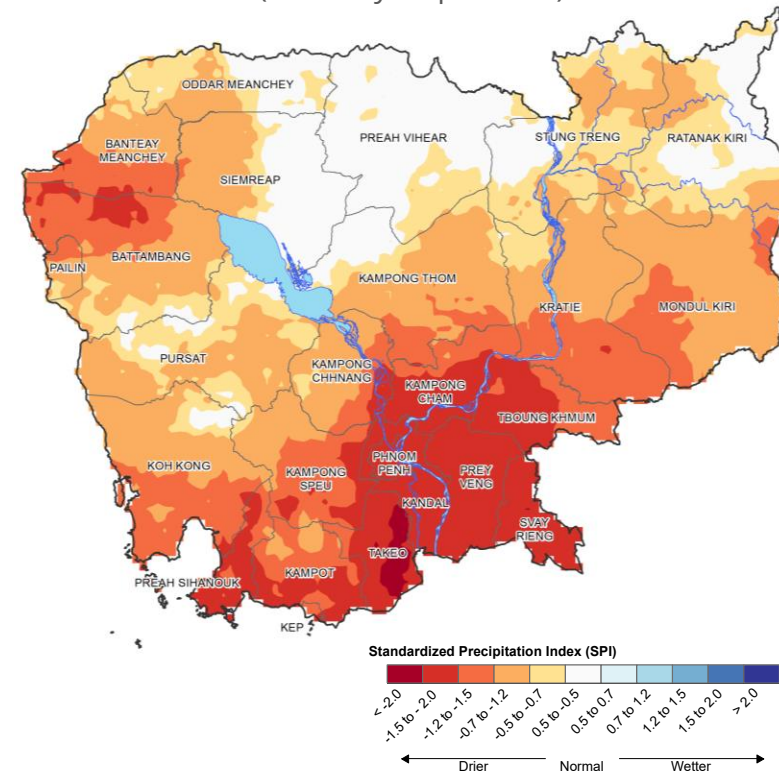 ODDAR MEANCHEY
BANTEAY
MEANCHEY
PREAH VIHEAR
STUNG TRENG
RATANAK KIRI
SIEMREAP
BATTAMBANG
PAILIN
KAMPONG THOM
KRATIE
MONDUL KIRI
PURSAT
KAMPONG
CHHNANG
KAMPONG
CHAM
TBOUNG KHMUM
KOH KONG
KAMPONG
SPEU
PHNOM
PENH
PREY
VENG
KANDAL
SVAY
RIENG
TAKEO
PREAH SIHANOUK
KAMPOT
KEP
Standardized Precipitation Index (SPI)
< -2.0
-1.5 to - 2.0
-1.2 to -1.5
-0.7 to -1.2
-0.5 to -0.7
0.5 to -0.5
0.5 to 0.7
0.7 to 1.2
1.2 to 1.5
1.5 to 2.0
> 2.0
Drier Normal Wetter